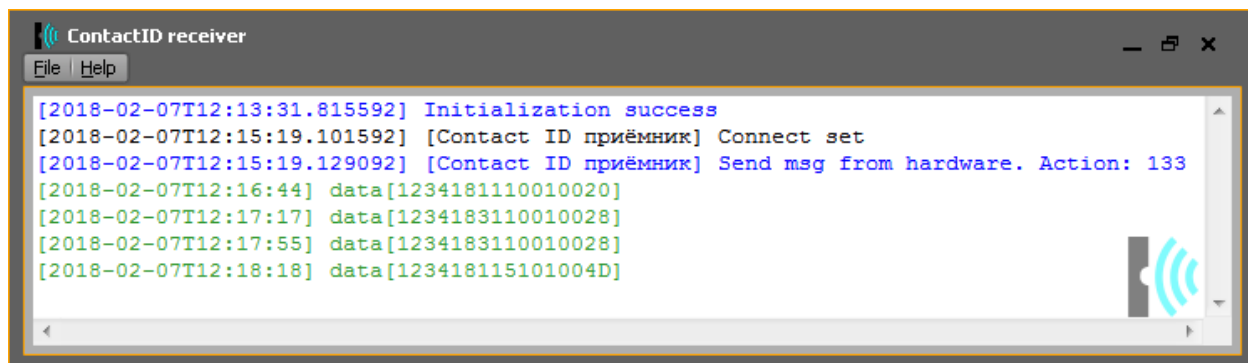 ContactID receiver
File Help
[2018-02-07T12:13:31.815592] Initialization success
[2018-02-07T12:15:19.101592] [Contact ID приёмник] Connect set
[2018-02-07T12:15:19.129092] [Contact ID приёмник] Send msg from hardware. Action: 133
[2018-02-07T12:16:44] data[1234181110010020]
[2018-02-07T12:17:17] data[1234183110010028]
[2018-02-07T12:17:55] data[1234183110010028]
[2018-02-07T12:18:18] data[123418115101004D]